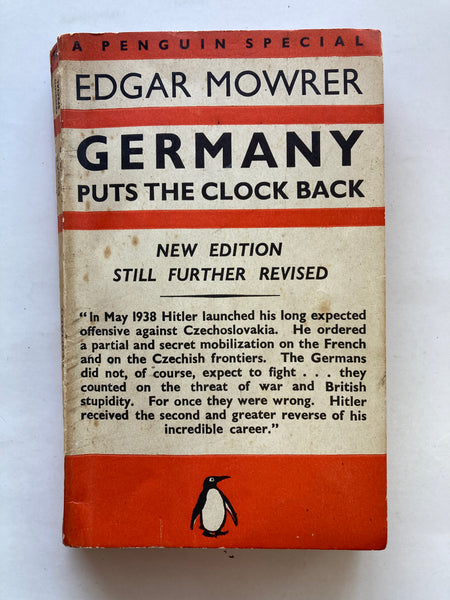 A PENGUIN SPECIAL
EDGAR MOWRER
GERMANY
PUTS THE CLOCK BACK
NEW EDITION
STILL FURTHER REVISED
"In May 1938 Hitler launched his long expected
offensive against Czechoslovakia. He ordered
a partial and secret mobilization on the French
and on the Czechish frontiers. The Germans
did not, of course, expect to fight . . . they
counted on the threat of war and British
stupidity. For once they were wrong. Hitler
received the second and greater reverse of his
incredible career."